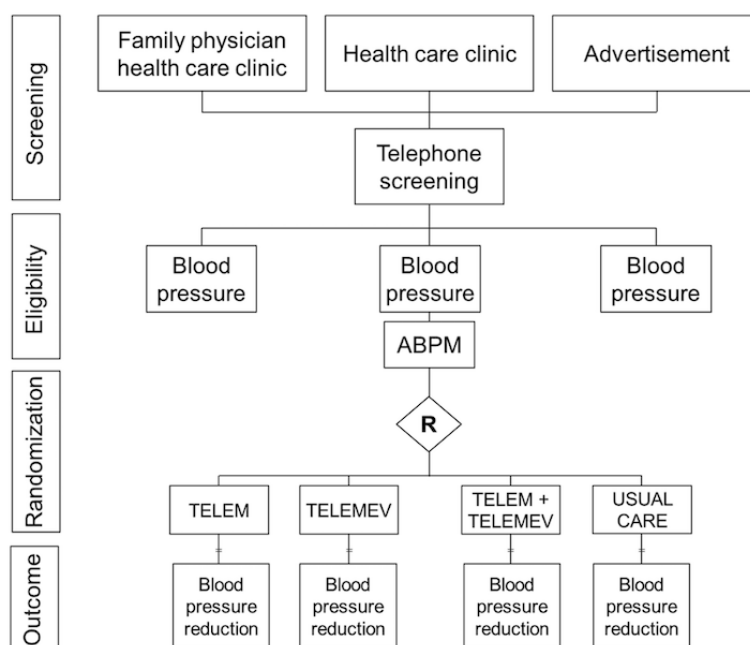 Screening
Family physician
health care clinic
Health care clinic
Advertisement
Telephone
screening
Eligibility
Blood
pressure
Blood
pressure
Blood
pressure
ABPM
Randomization
R
TELEM
TELEMEV
TELEM +
TELEMEV
USUAL
CARE
Outcome
Blood
pressure
reduction
Blood
pressure
reduction
Blood
pressure
reduction
Blood
pressure
reduction